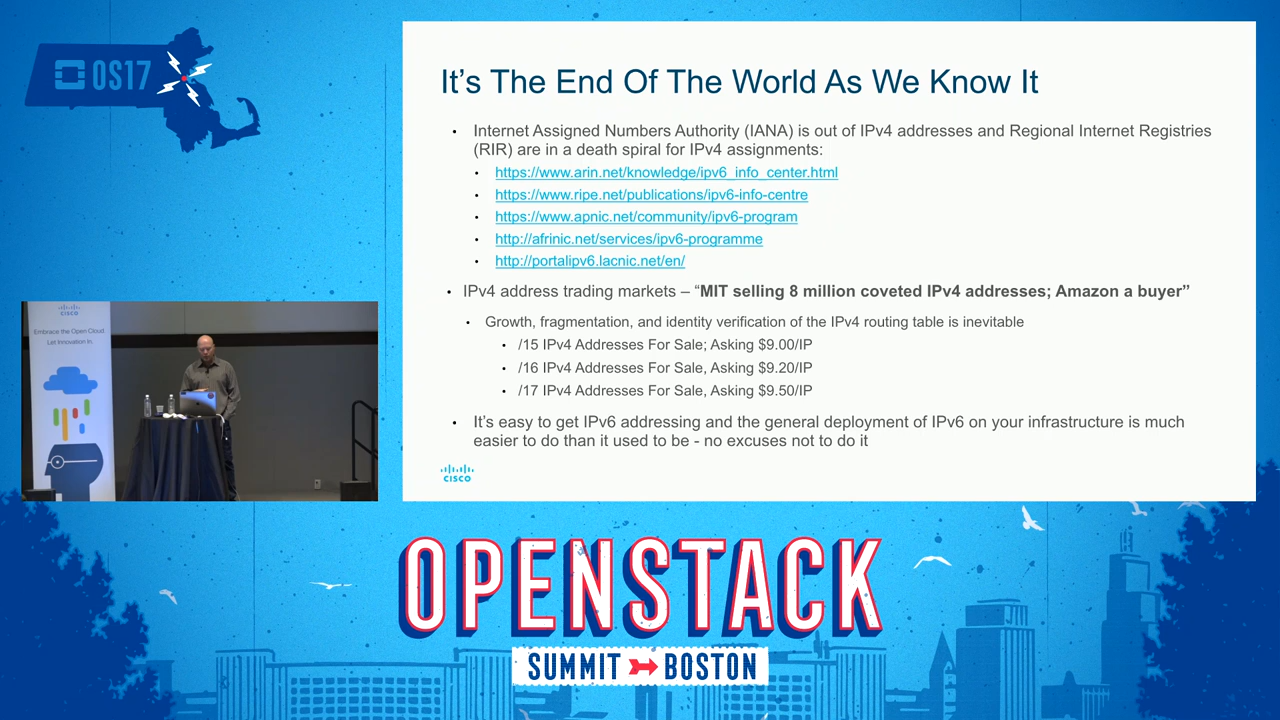 OS17
It's The End Of The World As We Know It
Internet Assigned Numbers Authority (IANA) is out of IPv4 addresses and Regional Internet Registries
(RIR) are in a death spiral for IPv4 assignments:
https://www.arin.net/knowledge/ipv6_info_center.html
https://www.ripe.net/publications/ipv6-info-centre
https://www.apnic.net/community/ipv6-program
http://afrinic.net/services/ipv6-programme
http://portalipv6.lacnic.net/en/
IPv4 address trading markets – “MIT selling 8 million coveted IPv4 addresses; Amazon a buyer”
Growth, fragmentation, and identity verification of the IPv4 routing table is inevitable
/15 IPv4 Addresses For Sale; Asking $9.00/IP
/16 IPv4 Addresses For Sale, Asking $9.20/IP
/17 IPv4 Addresses For Sale, Asking $9.50/IP
It's easy to get IPv6 addressing and the general deployment of IPv6 on your infrastructure is much
easier to do than it used to be - no excuses not to do it
CISCO
CISCO
Embrace the Open Cloud.
Let Innovation In.
OPENSTACK
SUMMIT BOSTON